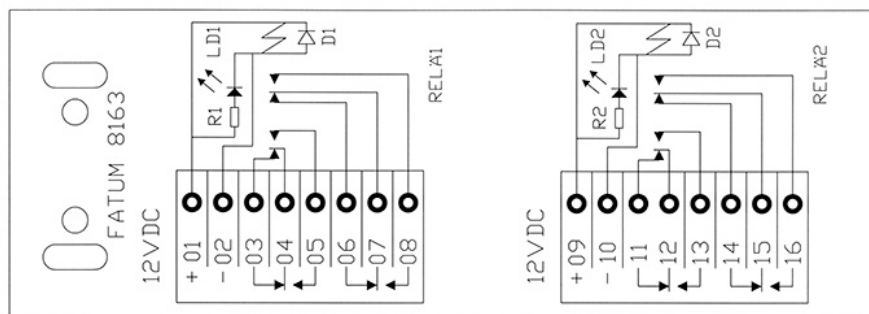 FATUM 8163
12VDC
LD1
R1
D1
RELÄ1
+ 01
- 02
03
04
05
06
07
08
12VDC
LD2
R2
D2
RELÄ2
+ 09
- 10
11
12
13
14
15
16